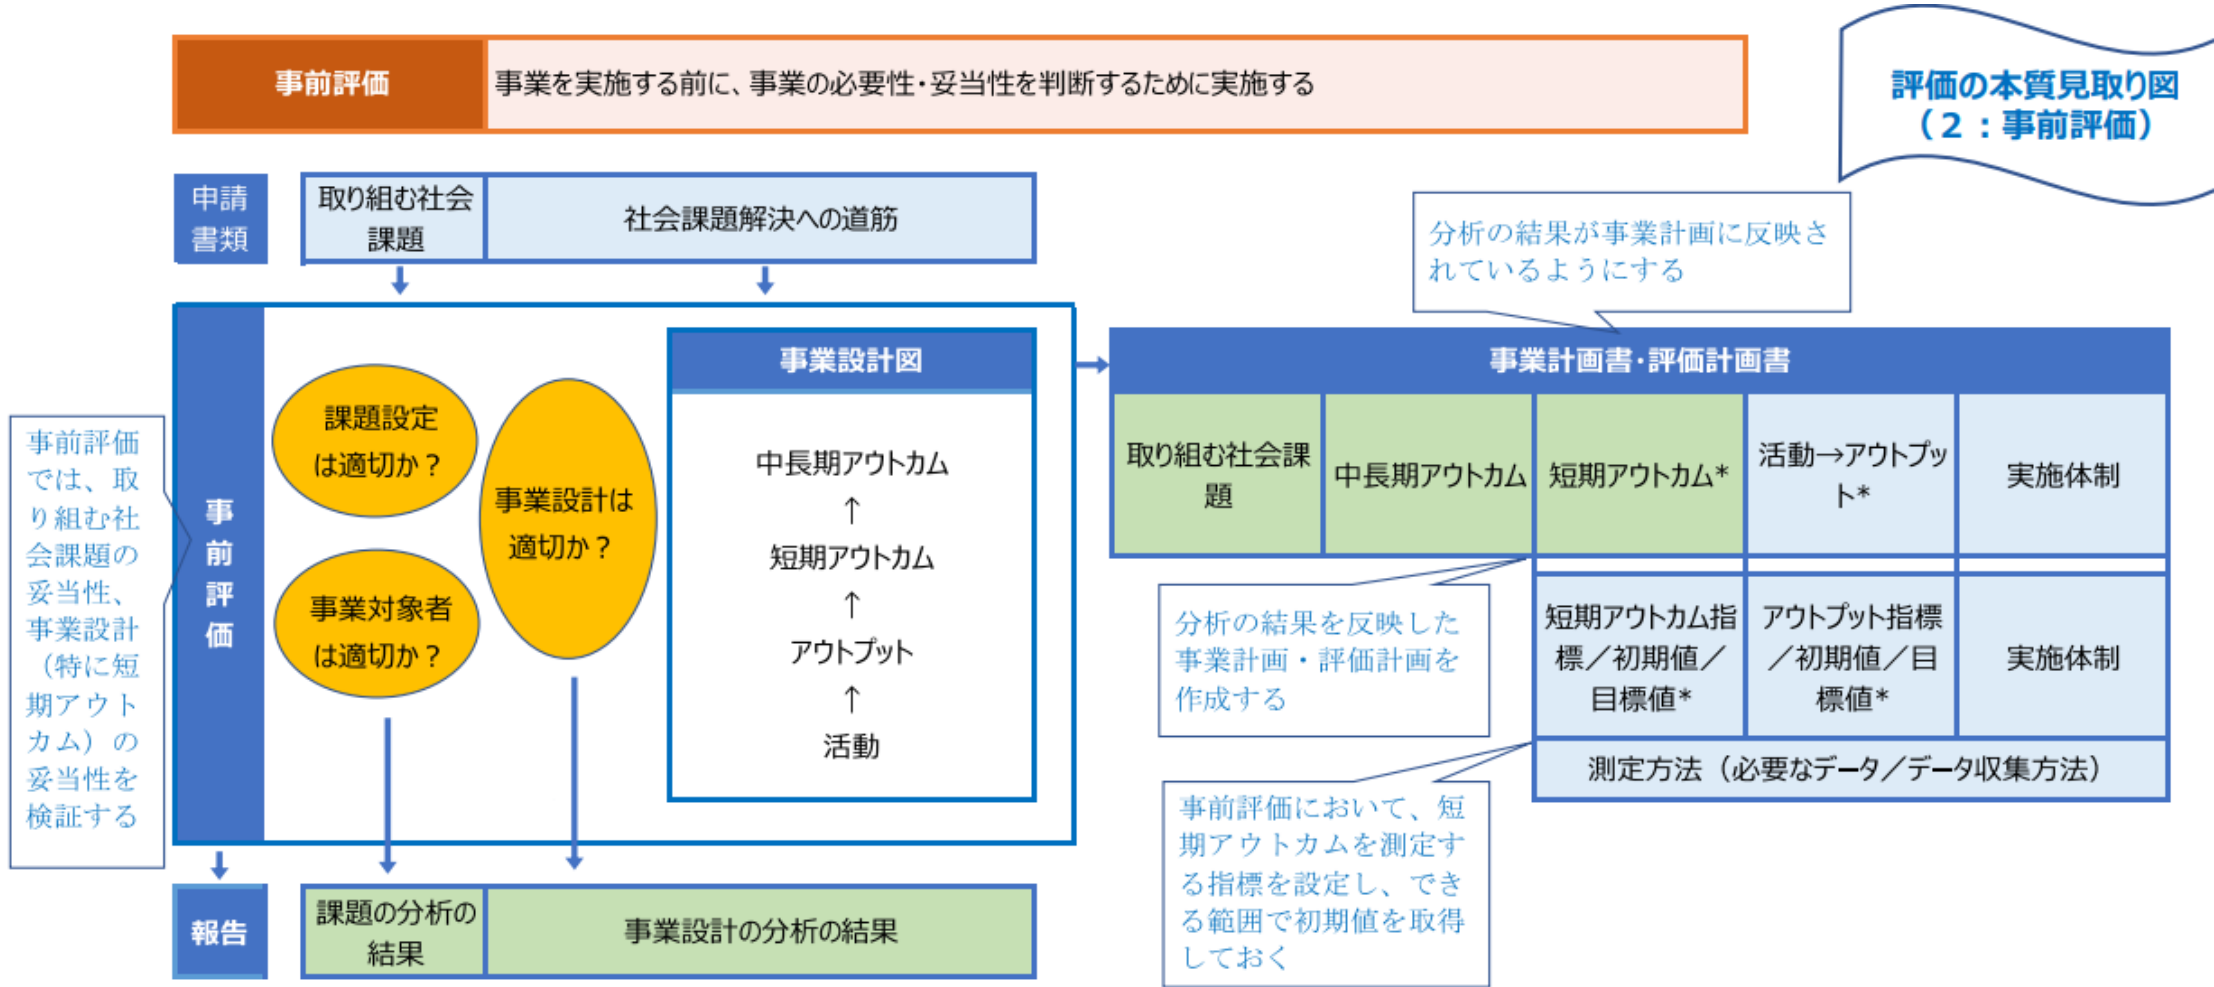 事前評価
事業を実施する前に、事業の必要性・妥当性を判断するために実施する
評価の本質見取り図
（２：事前評価）
申請
書類
取り組む社会
課題
社会課題解決への道筋
分析の結果が事業計画に反映さ
れているようにする
事前評価
では、取
り組む社
会課題の
妥当性、
事業設計
（特に短
期アウト
カム）の
妥当性を
検証する
事
前
評
価
課題設定
は適切か？
事業対象者
は適切か？
事業設計は
適切か？
事業設計図
中長期アウトカム
↑
短期アウトカム
↑
アウトプット
↑
活動
事業計画書・評価計画書
取り組む社会課
題
中長期アウトカム
短期アウトカム*
活動→アウトプッ
ト*
実施体制
分析の結果を反映した
事業計画・評価計画を
作成する
短期アウトカム指
標／初期値／
目標値*
アウトプット指標
／初期値／目
標値*
実施体制
測定方法（必要なデータ／データ収集方法）
事前評価において、短
期アウトカムを測定す
る指標を設定し、でき
る範囲で初期値を取得
しておく
報告
課題の分析の
結果
事業設計の分析の結果